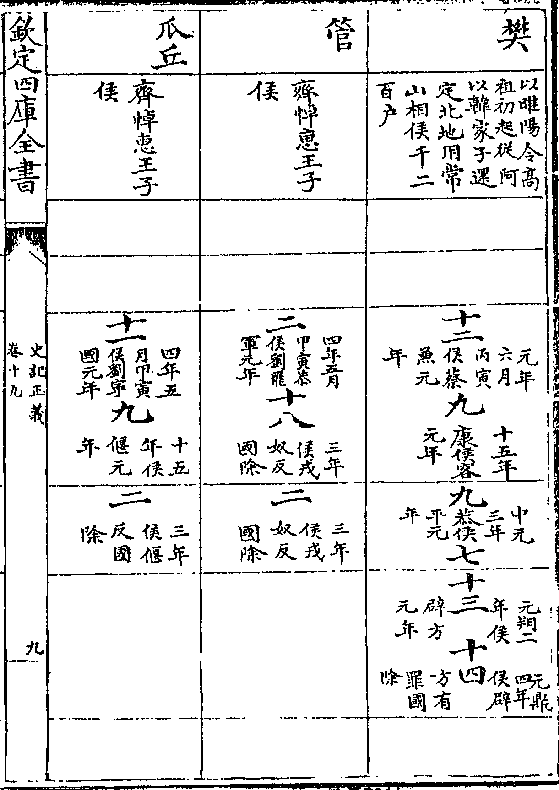 樊
以睢陽令高
祖初起從阿
以韓家子還
定北地用常
山相侯千二
百户
十二
元年
六月
丙寅
侯蔡
兼元
年
九
十五年
康侯客
元年
九
中元
三年
恭侯
平元
年
七
十三
元朔二
年侯
辟方
元年
十四
元鼎
四年
侯辟
方有
罪國
除
管
齊悼惠王子
侯
二
四年五月
甲寅恭
侯劉罷
軍元年
十八
三年
侯戎
奴反
國除
二
三年
侯戎
奴反
國除
瓜丘
齊悼惠王子
侯
十一
四年五
月甲寅
侯劉寧
國元年
九
十五
年侯
偃元
年
二
三年
侯偃
反國
除
欽定四庫全書
史記正義
卷十九
九